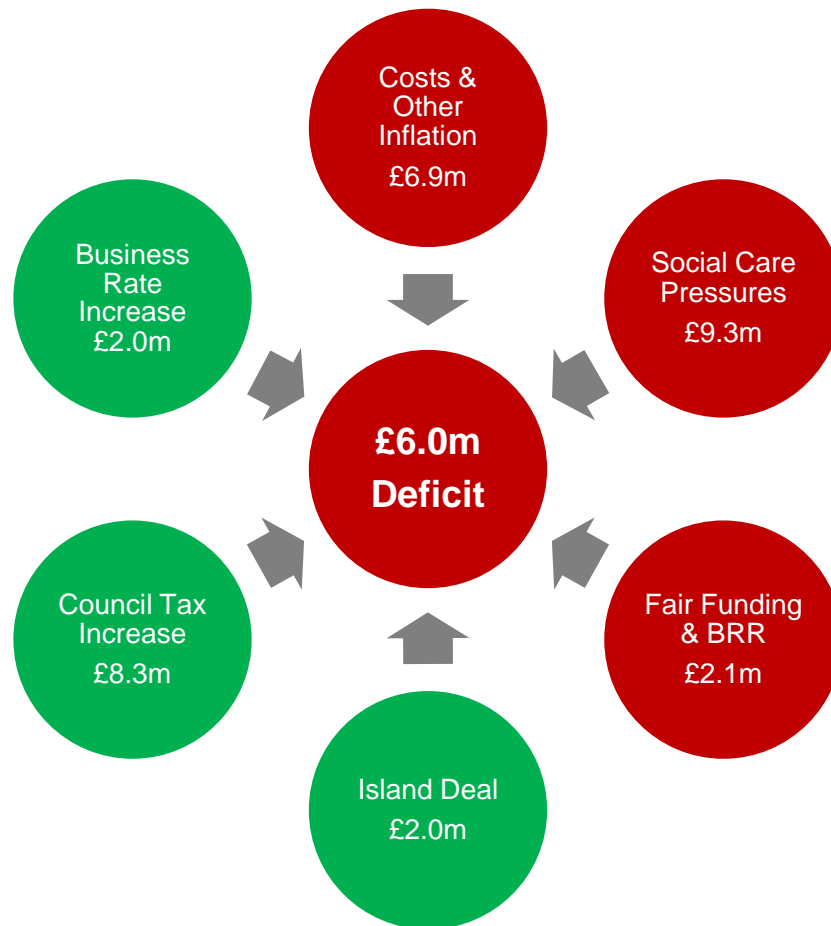 Costs &
Other
Inflation
£6.9m
Business
Rate
Increase
£2.0m
Social Care
Pressures
£9.3m
£6.0m
Deficit
Council Tax
Increase
£8.3m
Fair Funding
& BRR
£2.1m
Island Deal
£2.0m